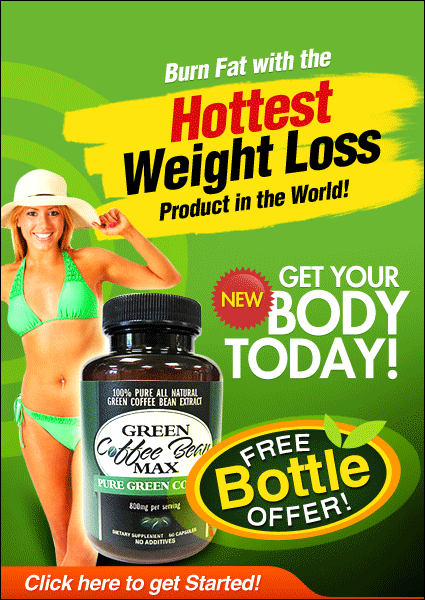 Burn Fat with the
Hottest
Weight Loss
Product in the World!
NEW
GET YOUR
BODY
TODAY!
100% PURE ALL NATURAL
GREEN COFFEE BEAN EXTRACT
GREEN
Coffee Bean
MAX
PURE GREEN CO
800mg per serving
DIETARY SUPPLEMENT 60 CAPSULES
NO ADDITIVES
FREE
Bottle
OFFER!
Click here to get Started!